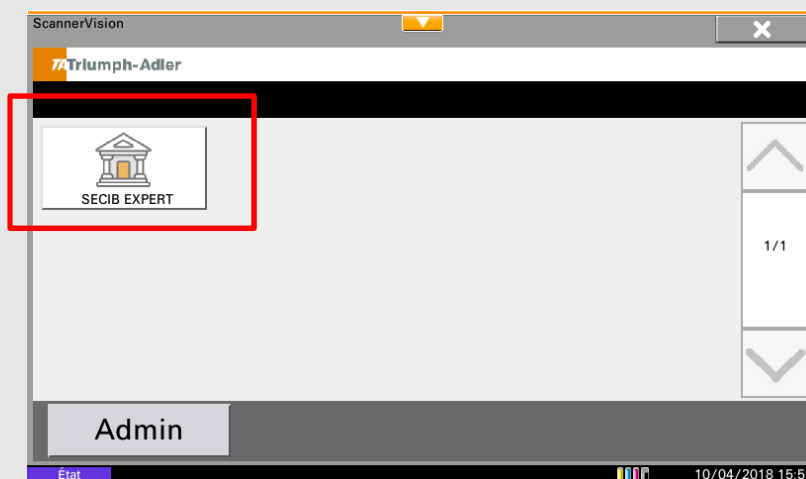 ScannerVision
TA Triumph-Adler
SECIB EXPERT
1/1
Admin
État
10/04/2018 15:5